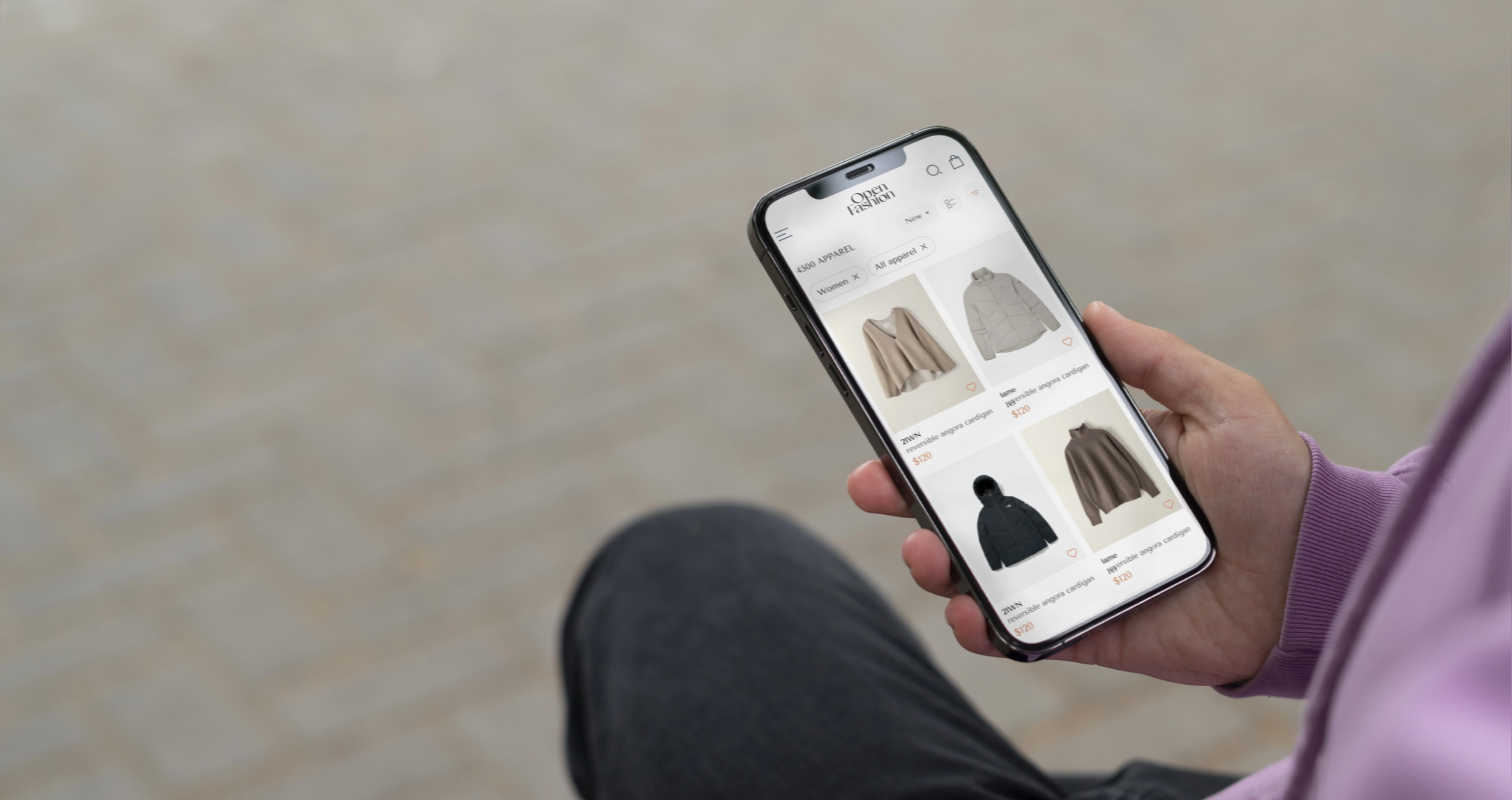 Open
Fashion
4500 APPAREL
New
Women
All apparel
21WN
reversible angora cardigan
$120
lame
reversible angora cardigan
$120
21WN
reversible angora cardigan
$120
lame
reversible angora cardigan
$120